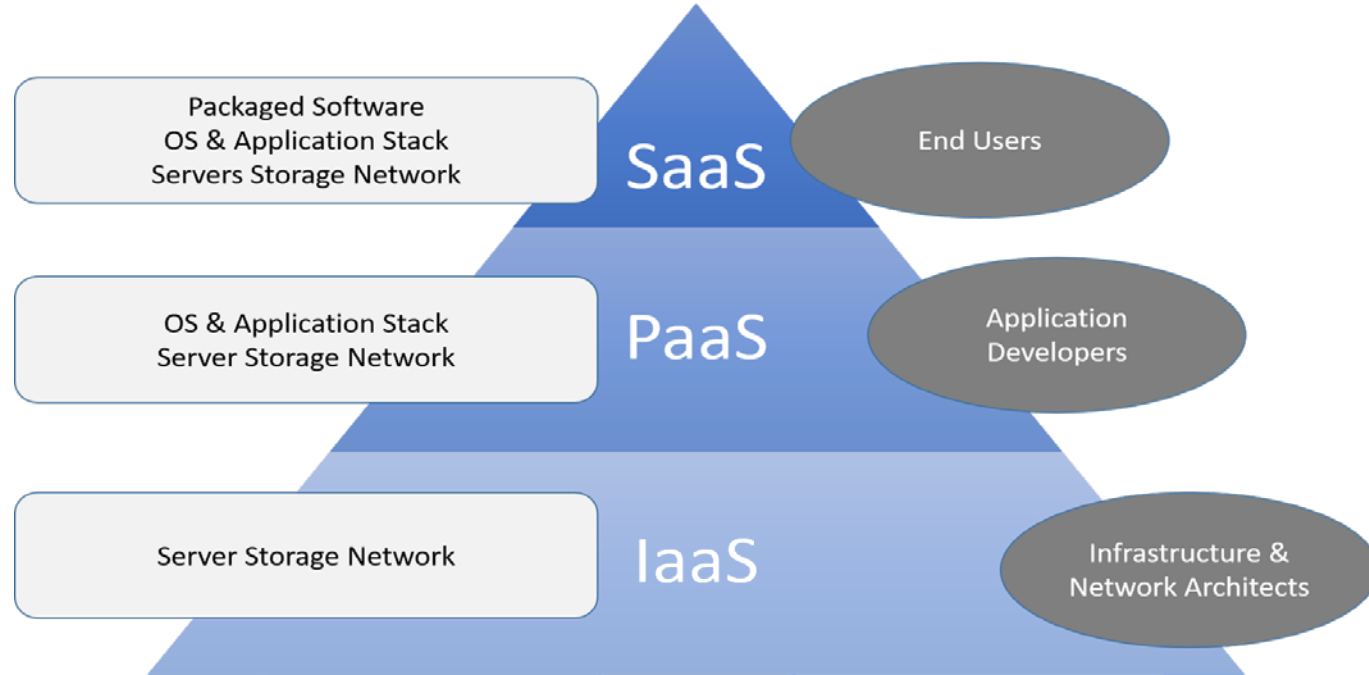 Packaged Software
OS & Application Stack
Servers Storage Network
SaaS
End Users
OS & Application Stack
Server Storage Network
PaaS
Application
Developers
Server Storage Network
IaaS
Infrastructure &
Network Architects